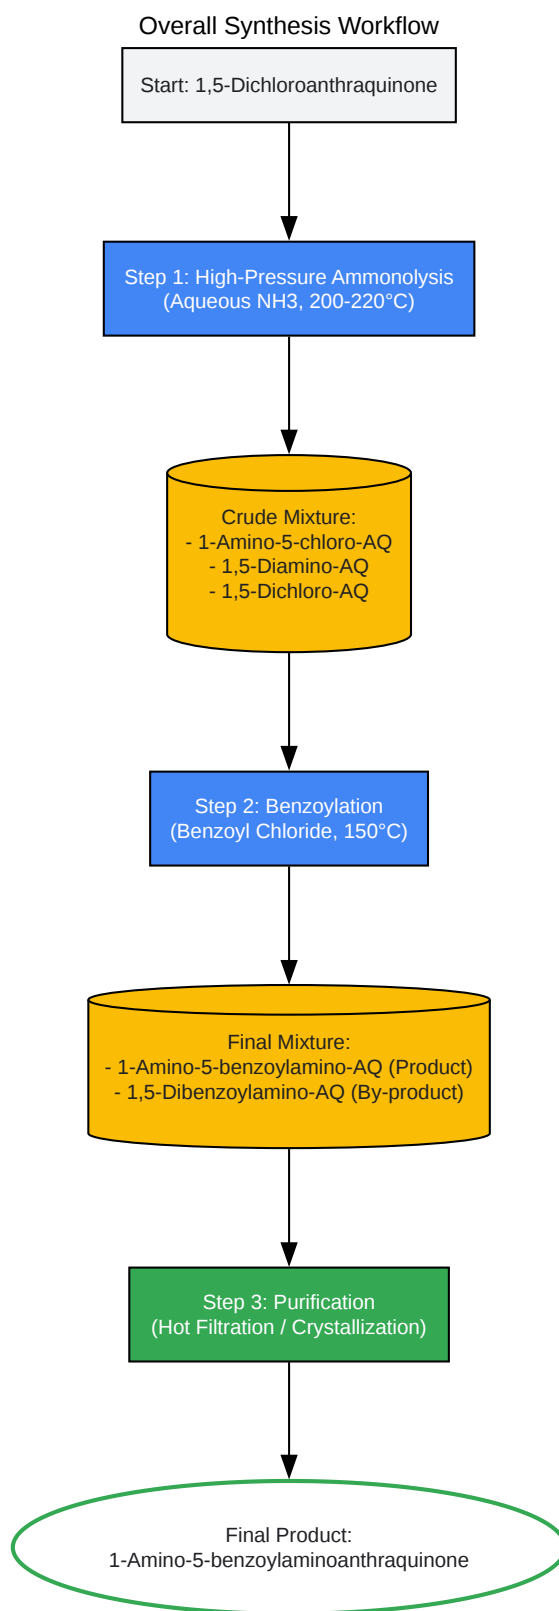 Overall Synthesis Workflow
Start: 1,5-Dichloroanthraquinone
Step 1: High-Pressure Ammonolysis
(Aqueous NH3, 200-220°C)
Crude Mixture:
- 1-Amino-5-chloro-AQ
- 1,5-Diamino-AQ
- 1,5-Dichloro-AQ
Step 2: Benzoylation
(Benzoyl Chloride, 150°C)
Final Mixture:
- 1-Amino-5-benzoylamino-AQ (Product)
- 1,5-Dibenzoylamino-AQ (By-product)
Step 3: Purification
(Hot Filtration / Crystallization)
Final Product:
1-Amino-5-benzoylaminoanthraquinone